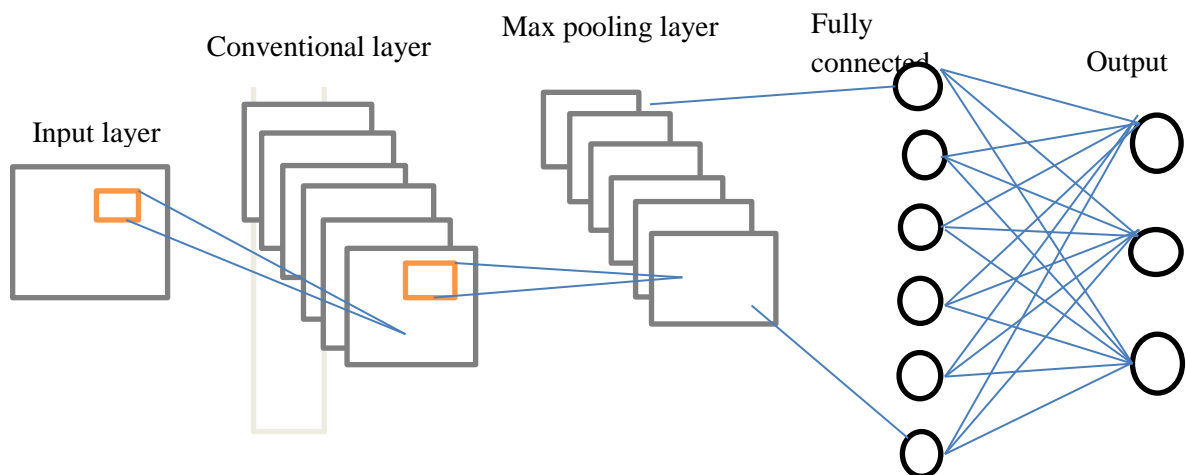 Input layer
Conventional layer
Max pooling layer
Fully
connected
Output